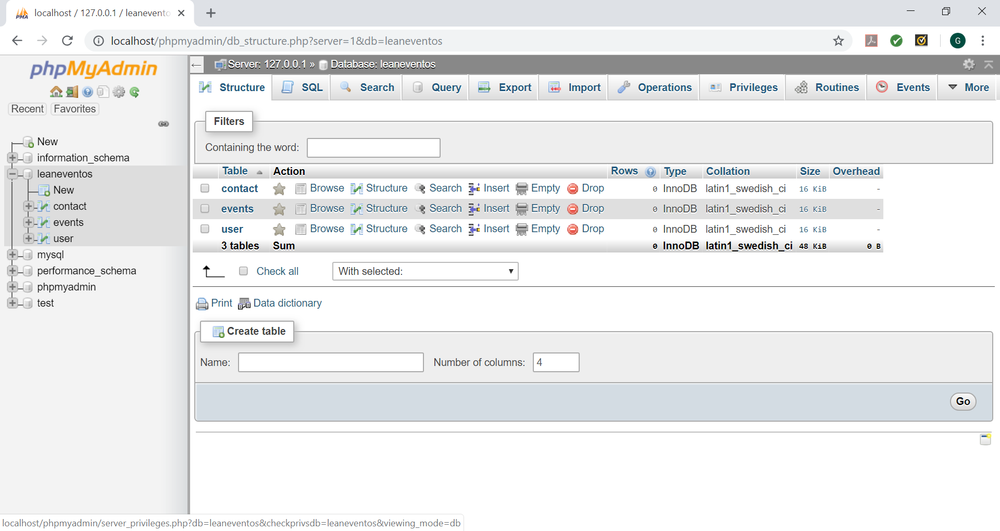 localhost / 127.0.0.1 / leanevento
localhost/phpmyadmin/db_structure.php?server=1&db=leaneventos
G
phpMyAdmin
Recent Favorites
New
information_schema
leaneventos
New
contact
events
user
mysql
performance_schema
phpmyadmin
test
Server: 127.0.0.1 » Database: leaneventos
Structure SQL Search Query Export Import Operations Privileges Routines Events More
Filters
Containing the word:
Table Action Rows Type Collation Size Overhead
contact Browse Structure Search Insert Empty Drop 0 InnoDB latin1_swedish_ci 16 KiB -
events Browse Structure Search Insert Empty Drop 0 InnoDB latin1_swedish_ci 16 KiB -
user Browse Structure Search Insert Empty Drop 0 InnoDB latin1_swedish_ci 16 KiB -
3 tables Sum 0 InnoDB latin1_swedish_ci 48 KiB 0 B
Check all With selected:
Print Data dictionary
Create table
Name: Number of columns: 4
Go
localhost/phpmyadmin/server_privileges.php?db=leaneventos&checkprivsdb=leaneventos&viewing_mode=db